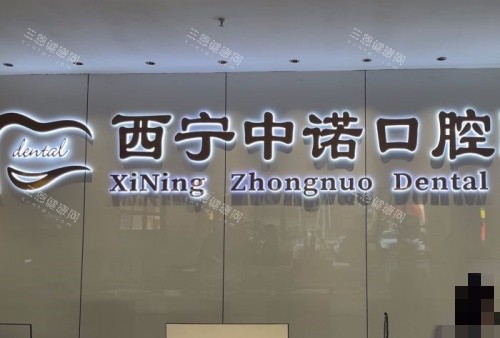 dental
西宁中诺口腔
XiNing Zhongnuo Dental